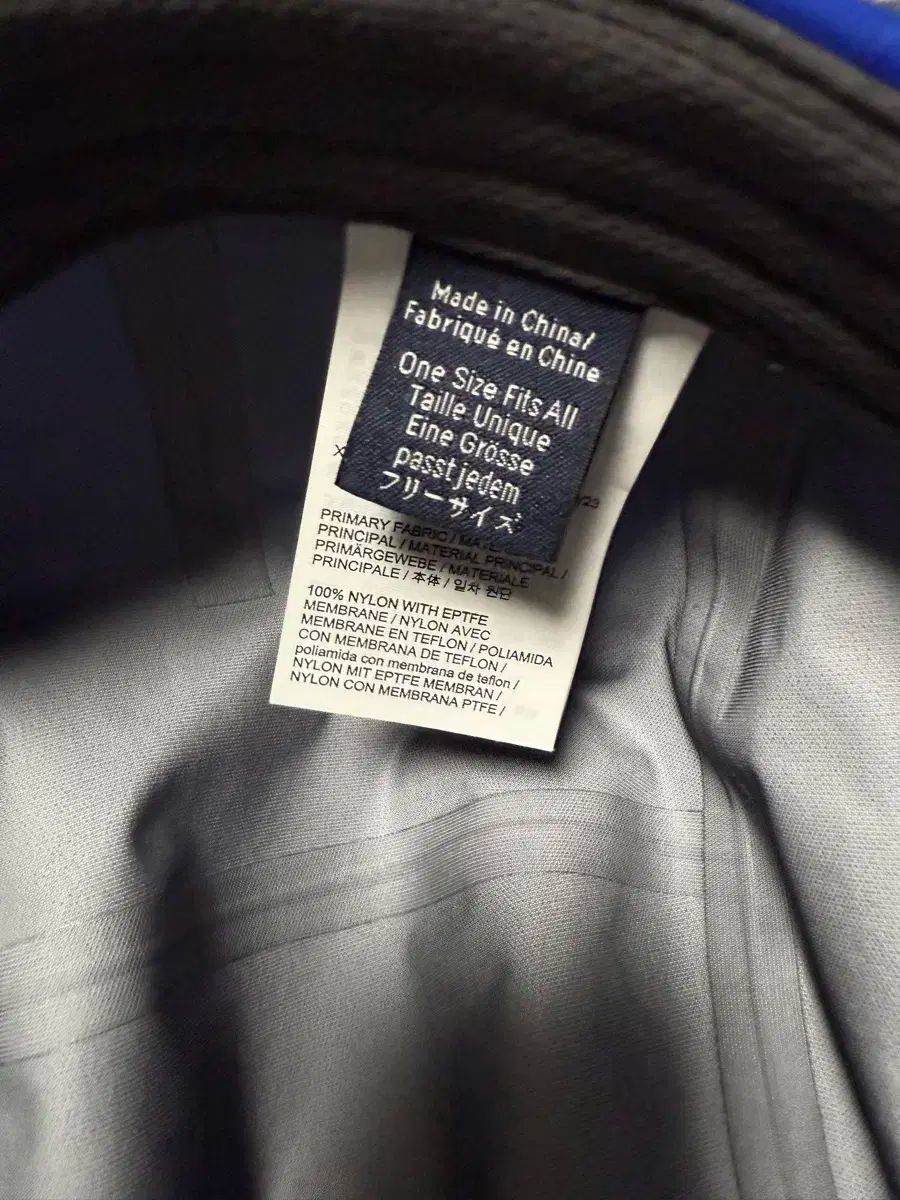 Made in China/
Fabriqué en Chine
One Size Fits All
Taille Unique
Eine Grösse
passt jedem
フリーサイズ
X
/23
PRIMARY FABRIC /
PRINCIPAL / MATERIAL PRINCIPAL /
PRIMÄRGEWEBE / MATERIALE
PRINCIPALE / 本体 / 일차 원단
100% NYLON WITH EPTFE
MEMBRANE / NYLON AVEC
MEMBRANE EN TEFLON / POLIAMIDA
CON MEMBRANA DE TEFLON /
poliamida con membrana de teflon /
NYLON MIT EPTFE MEMBRAN /
NYLON CON MEMBRANA PTFE /